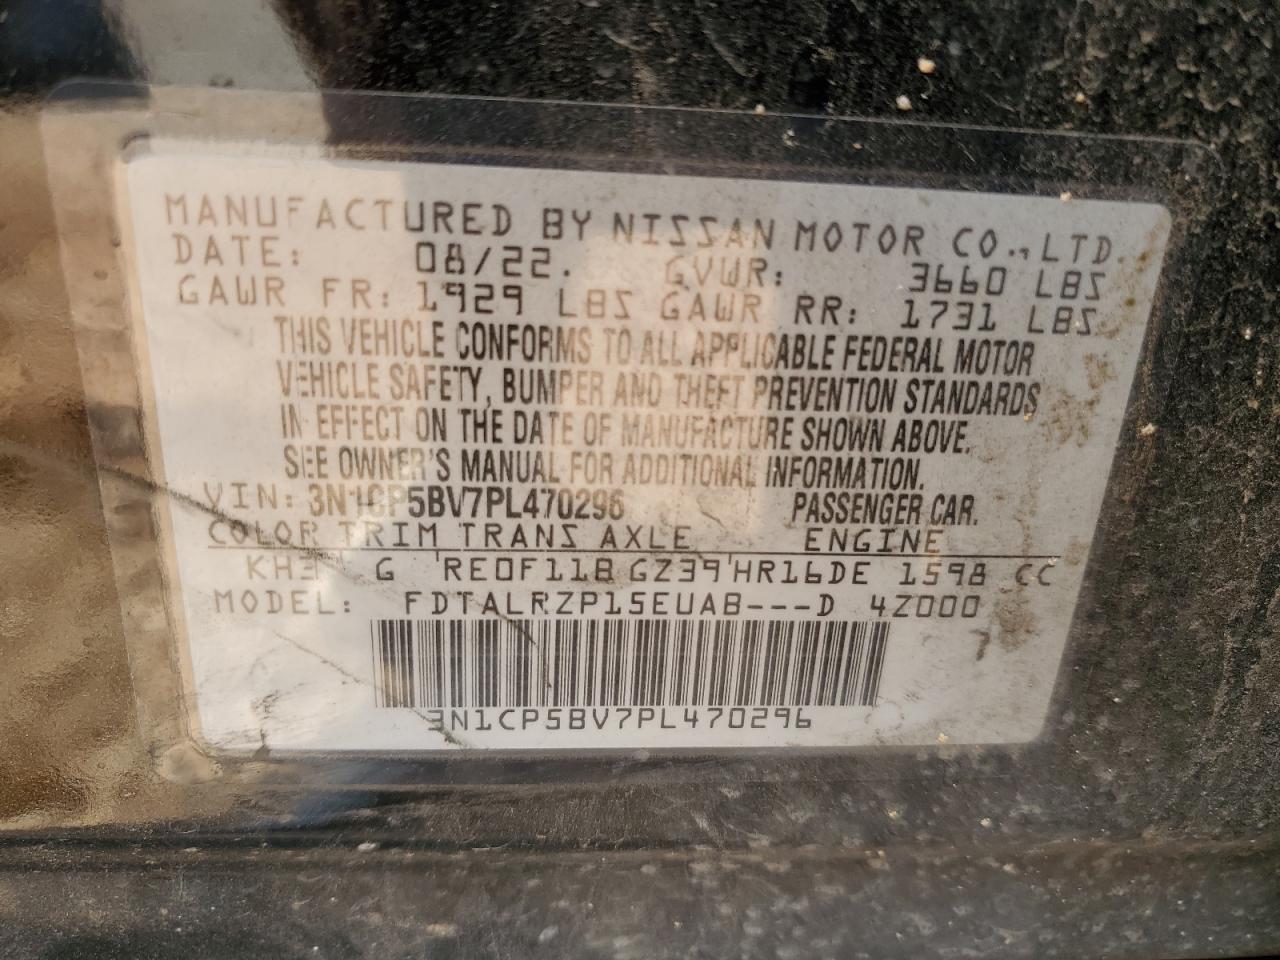 MANUFACTURED BY NISSAN MOTOR CO., LTD.
DATE: 08/22. GVWR: 3660 LBS
GAWR FR: 1929 LBS GAWR RR: 1731 LBS
THIS VEHICLE CONFORMS TO ALL APPLICABLE FEDERAL MOTOR
VEHICLE SAFETY, BUMPER AND THEFT PREVENTION STANDARDS
IN EFFECT ON THE DATE OF MANUFACTURE SHOWN ABOVE.
SEE OWNER'S MANUAL FOR ADDITIONAL INFORMATION.
VIN: 3N1CP5BV7PL470296 PASSENGER CAR.
COLOR TRIM TRANS AXLE ENGINE
KH3 G RE0F11B GZ39 HR16DE 1598 CC
MODEL: FDTALRZP15EUAB---D 4Z000
7
3N1CP5BV7PL470296